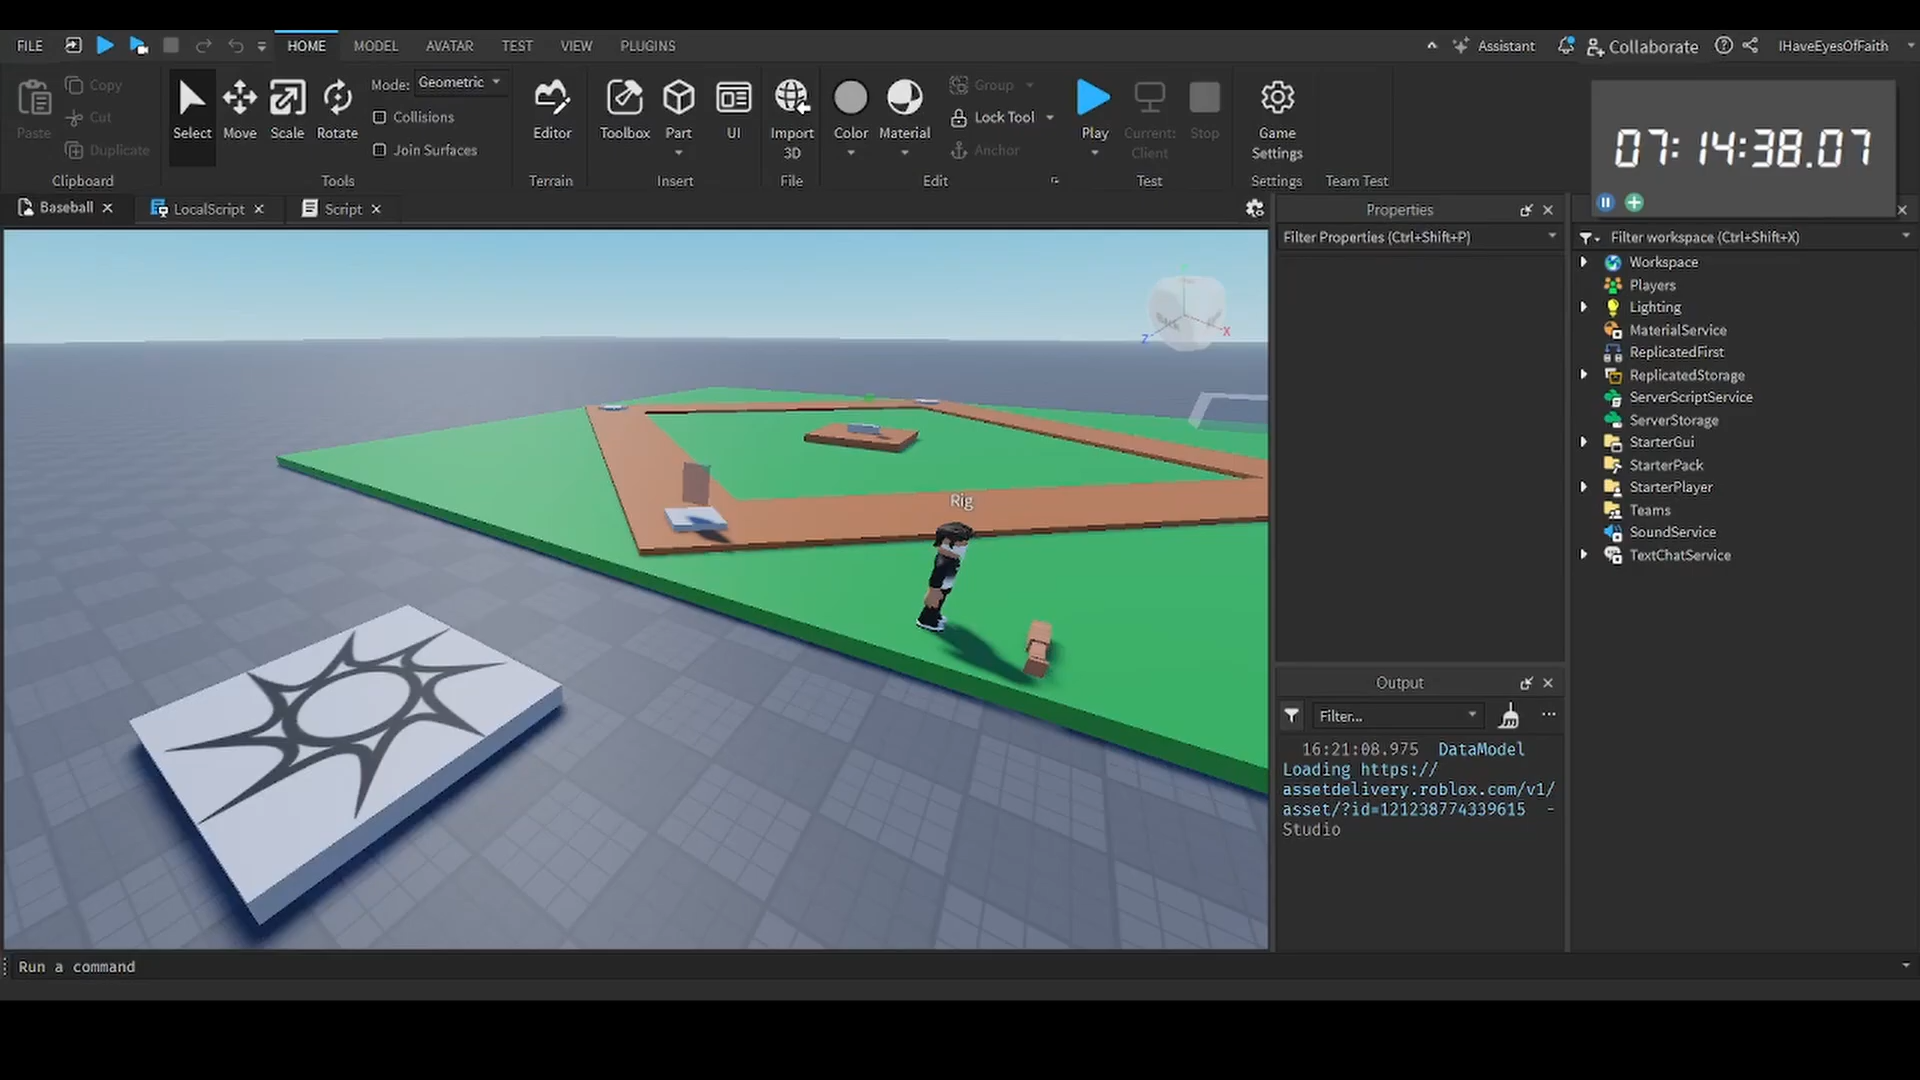 FILE HOME MODEL AVATAR TEST VIEW PLUGINS Assistant Collaborate IHaveEyesOfFaith
Paste Copy Cut Duplicate Clipboard
Select Move Scale Rotate Mode: Geometric Collisions Join Surfaces Tools
Editor Terrain
Toolbox Part UI Insert
Import 3D File
Color Material Group Lock Tool Anchor Edit
Play Current: Client Stop Test
Game Settings Settings Team Test
07:14:38.07
Baseball LocalScript Script
Properties
Filter Properties (Ctrl+Shift+P)
Filter workspace (Ctrl+Shift+X)
Workspace
Players
Lighting
MaterialService
ReplicatedFirst
ReplicatedStorage
ServerScriptService
ServerStorage
StarterGui
StarterPack
StarterPlayer
Teams
SoundService
TextChatService
X
Z
Rig
Output
Filter...
16:21:08.975 DataModel
Loading https://
assetdelivery.roblox.com/v1/
asset/?id=121238774339615 -
Studio
Run a command